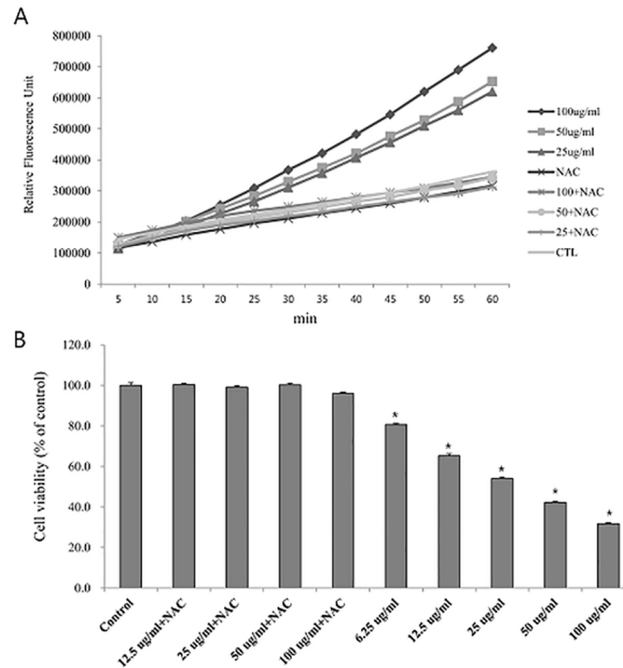 A
Relative Fluorescence Unit
800000
700000
600000
500000
400000
300000
200000
100000
0
5 10 15 20 25 30 35 40 45 50 55 60
min
100ug/ml
50ug/ml
25ug/ml
NAC
100+NAC
50+NAC
25+NAC
CTL
B
Cell viability (% of control)
120.0
100.0
80.0
60.0
40.0
20.0
0.0
* * * * *
Control
12.5 ug/ml+NAC
25 ug/ml+NAC
50 ug/ml+NAC
100 ug/ml+NAC
6.25 ug/ml
12.5 ug/ml
25 ug/ml
50 ug/ml
100 ug/ml